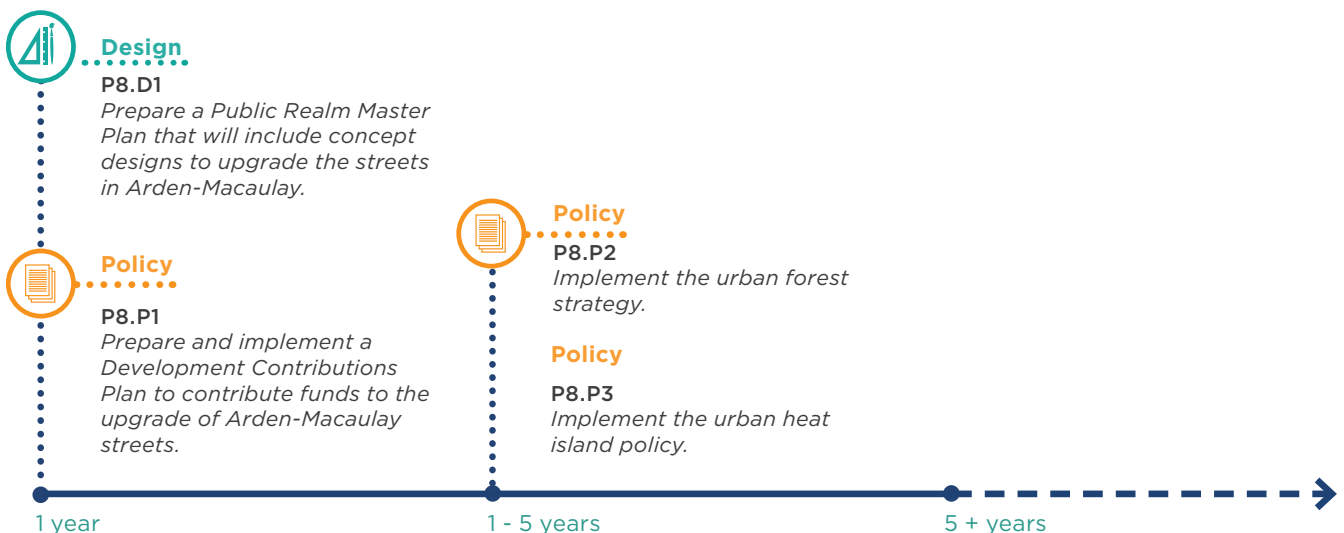 Design
P8.D1
Prepare a Public Realm Master
Plan that will include concept
designs to upgrade the streets
in Arden-Macaulay.
Policy
P8.P1
Prepare and implement a
Development Contributions
Plan to contribute funds to the
upgrade of Arden-Macaulay
streets.
Policy
P8.P2
Implement the urban forest
strategy.
Policy
P8.P3
Implement the urban heat
island policy.
1 year
1 - 5 years
5 + years